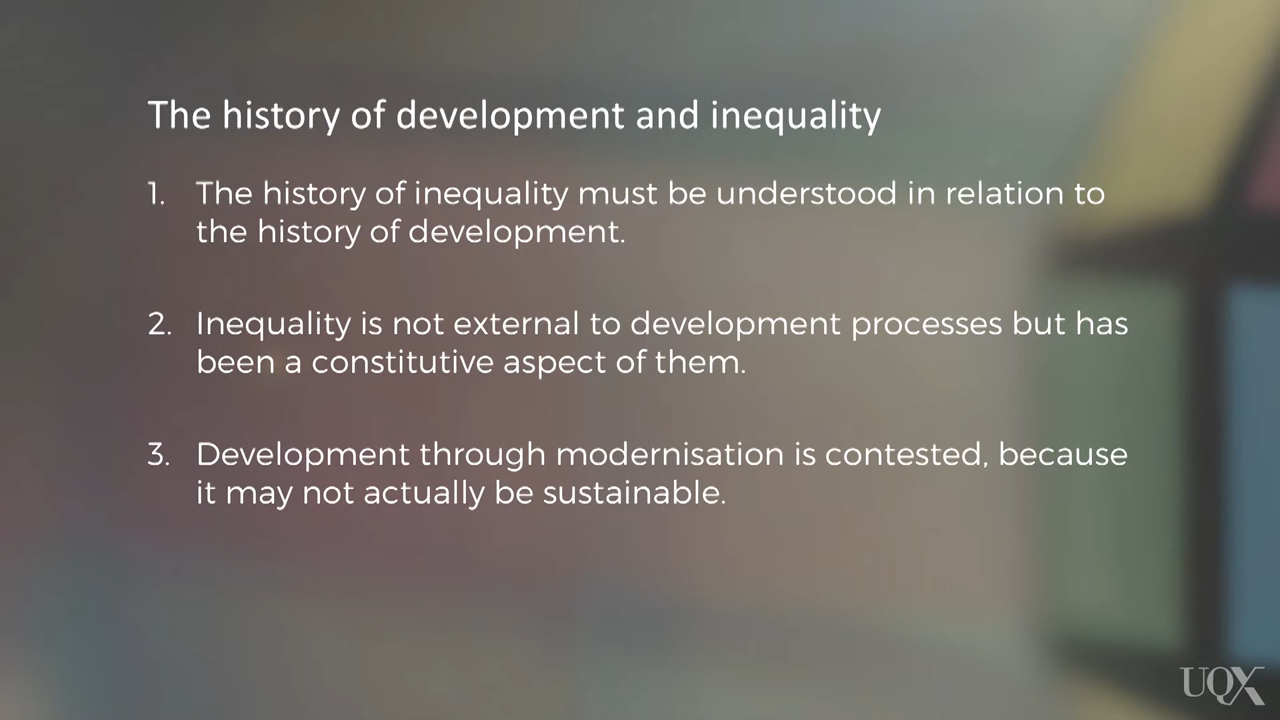 The history of development and inequality
1. The history of inequality must be understood in relation to
the history of development.
2. Inequality is not external to development processes but has
been a constitutive aspect of them.
3. Development through modernisation is contested, because
it may not actually be sustainable.
UQX